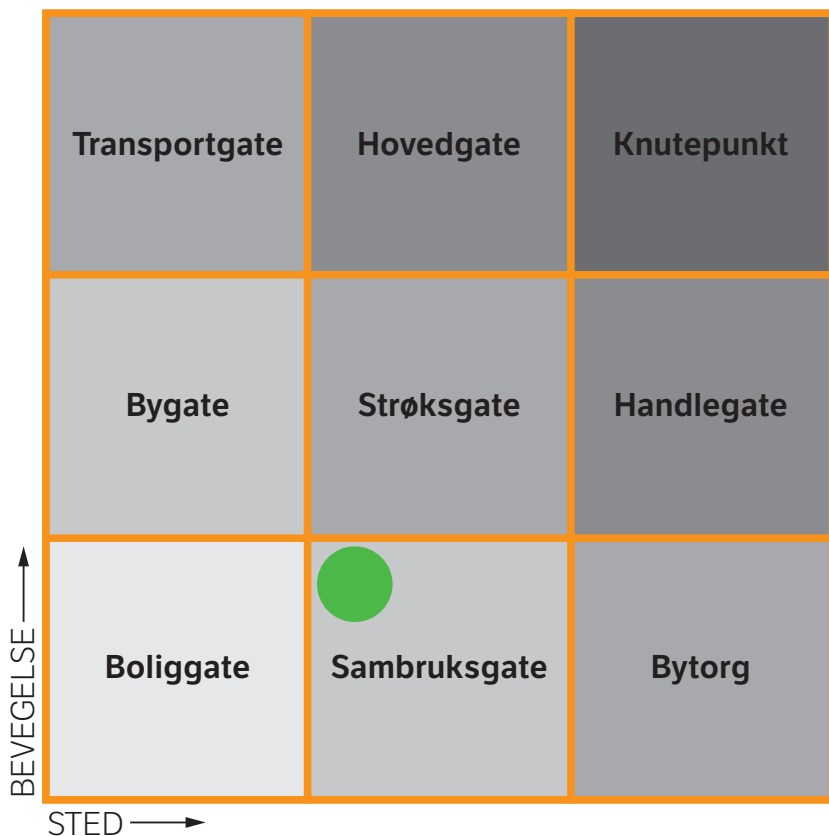 Transportgate
Hovedgate
Knutepunkt
Bygate
Strøksgate
Handlegate
Boliggate
Sambruksgate
Bytorg
BEVEGELSE
STED